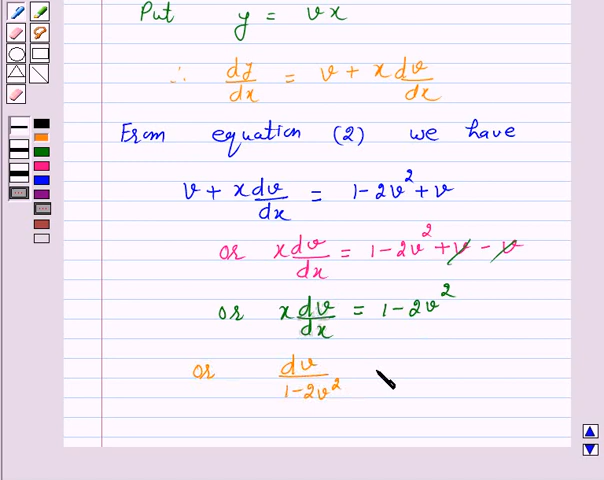 Put y = vx
∴ dy/dx = v + x dv/dx
From equation (2) we have
v + x dv/dx = 1 - 2v² + v
or x dv/dx = 1 - 2v² + v - v
or x dv/dx = 1 - 2v²
or dv/1-2v²